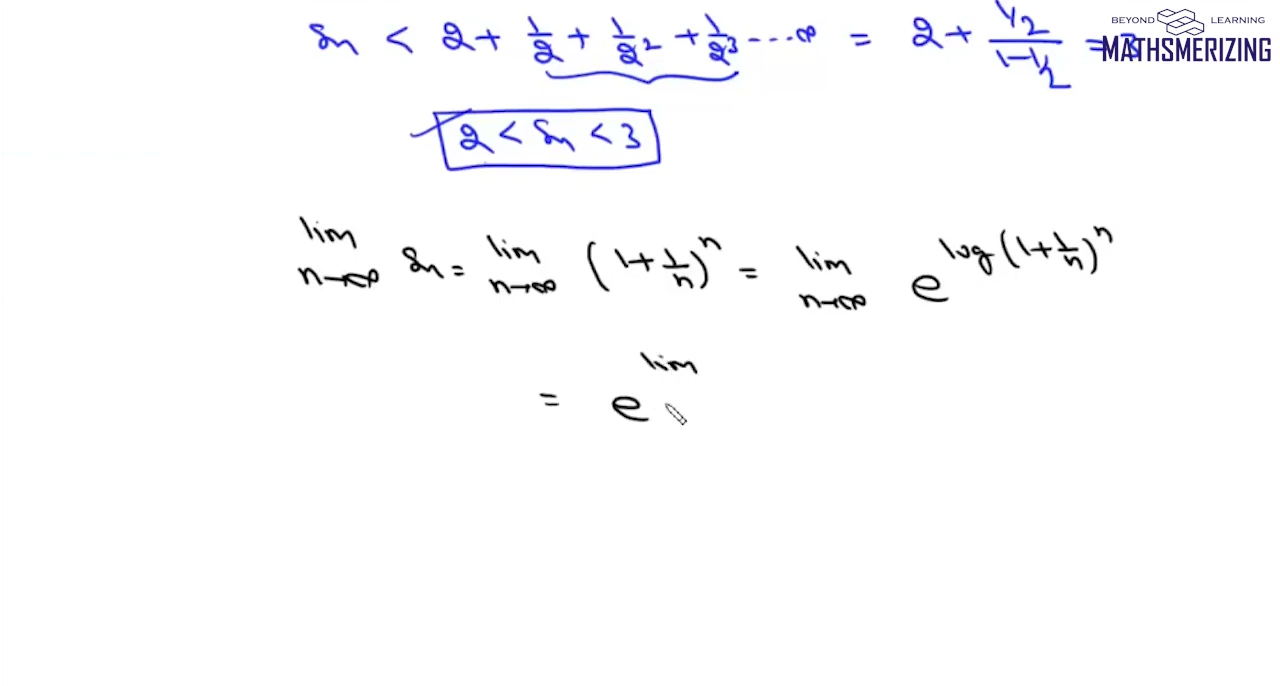 BEYOND LEARNING
MATHSMERIZING
Sn < 2 + 1/2 + 1/2² + 1/2³ ....∞ = 2 + (1/2)/(1-1/2) = 3
2 < Sn < 3
lim n→∞ Sn = lim n→∞ (1+1/n)^n = lim n→∞ e^log(1+1/n)^n
= e^lim